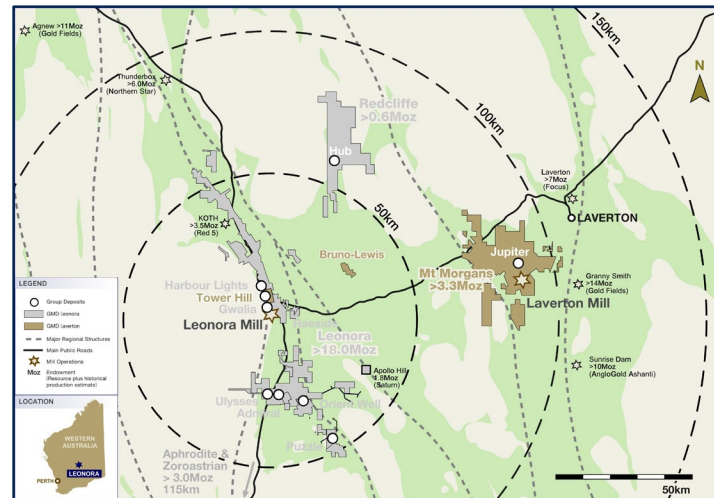 Agnew >11Moz
(Gold Fields)
150km
N
Thunderbox
>6.0Moz
(Northern Star)
100km
Redcliffe
>0.6Moz
Hub
Laverton
>7Moz
(Focus)
LAVERTON
50km
KOTH
>3.5Moz
(Red 5)
Bruno-Lewis
Jupiter
Mt Morgans
>3.3Moz
Laverton Mill
Granny Smith
>14Moz
(Gold Fields)
Harbour Lights
Tower Hill
Gwalia
Leonora Mill
Haeside
Leonora
>18.0Moz
Sunrise Dam
>10Moz
(AngloGold Ashanti)
Apollo Hill
1.8Moz
(Saturn)
Ulysses
Admiral
Orient Well
Puzzle
Aphrodite &
Zoroastrian
> 3.0Moz
115km
50km
LEGEND
Group Deposits
GMD Leonora
GMD Laverton
Major Regional Structures
Main Public Roads
Mill Operations
Moz Endowment
(Resource plus historical
production estimate)
LOCATION
WESTERN
AUSTRALIA
LEONORA
PERTH